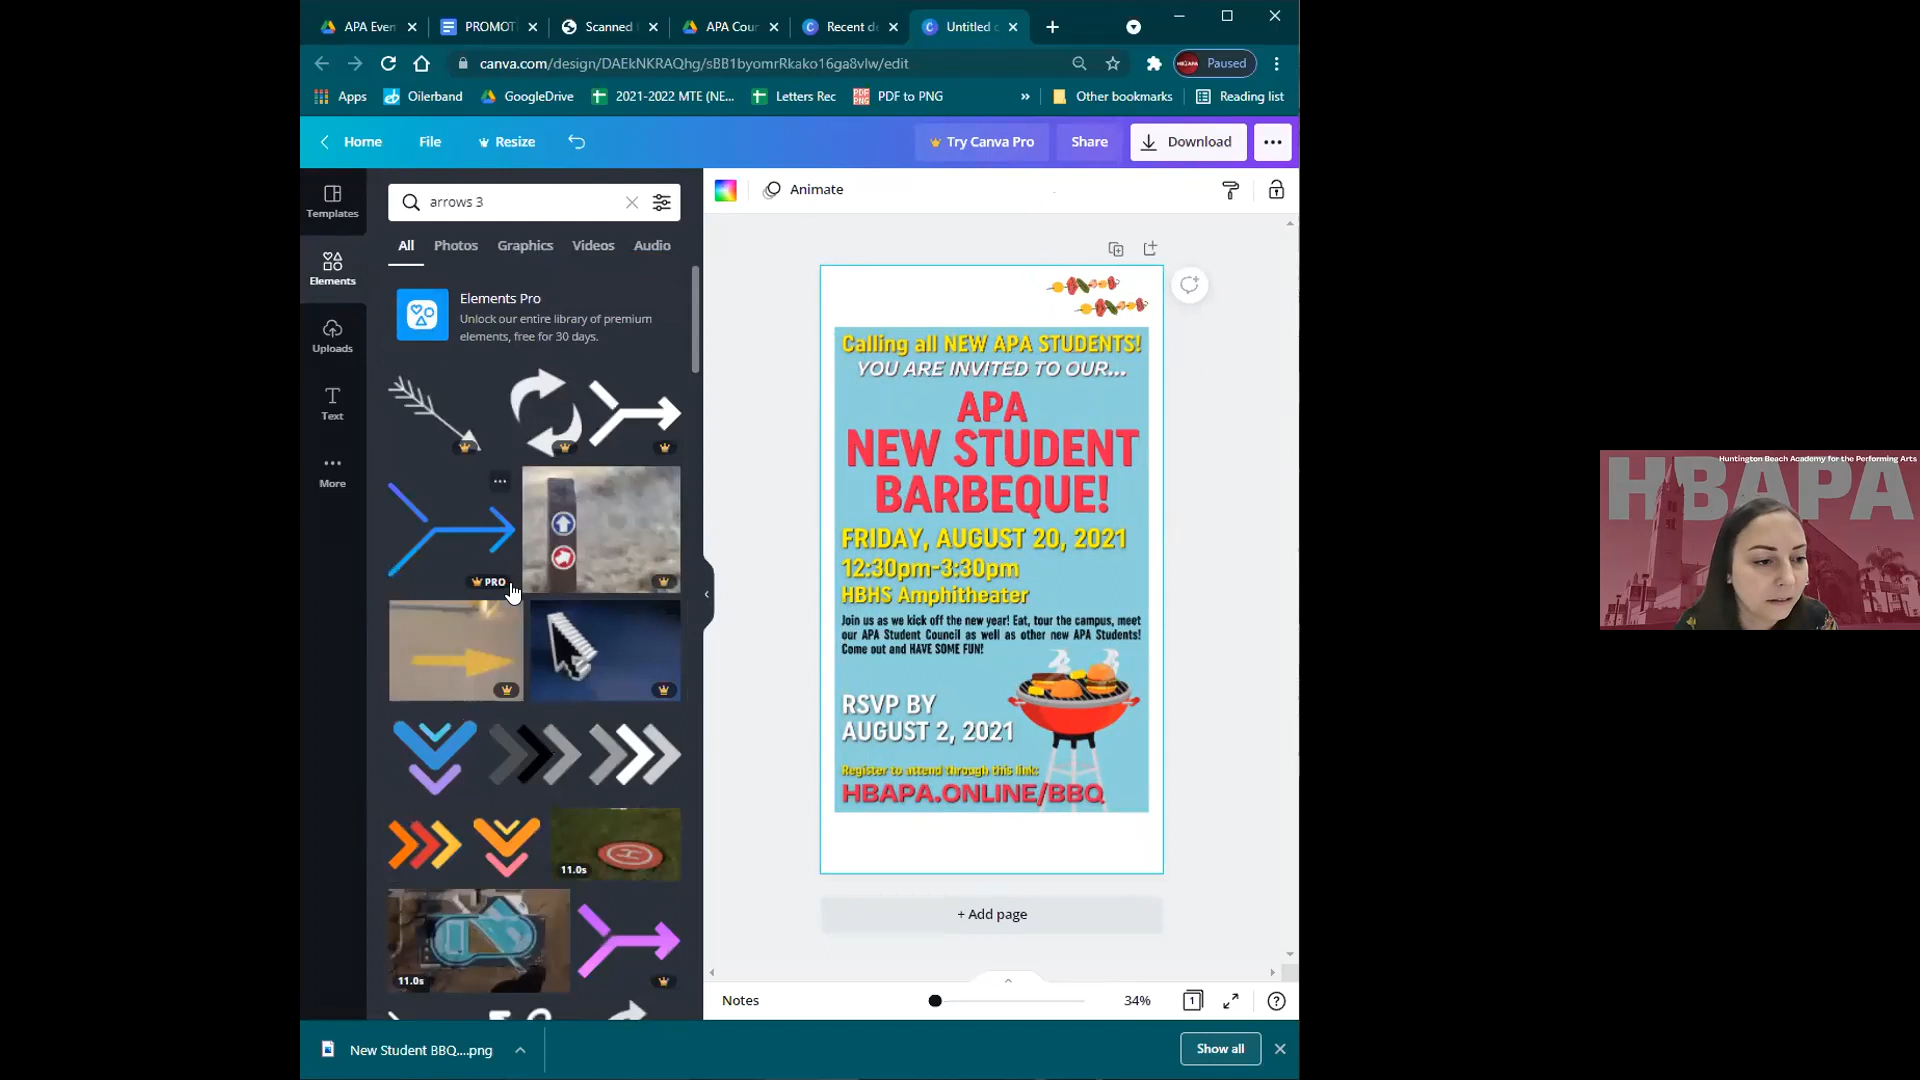 APA Even
PROMOT
Scanned
APA Cour
Recent de
Untitled
canva.com/design/DAEkNKRAQhg/sBB1byomrRkako16ga8vlw/edit
Paused
Apps
Oilerband
GoogleDrive
2021-2022 MTE (NE...
Letters Rec
PDF to PNG
»
Other bookmarks
Reading list
Home
File
Resize
Try Canva Pro
Share
Download
Templates
Elements
Uploads
Text
More
arrows 3
All
Photos
Graphics
Videos
Audio
Elements Pro
Unlock our entire library of premium
elements, free for 30 days.
PRO
11.0s
11.0s
Animate
Calling all NEW APA STUDENTS!
YOU ARE INVITED TO OUR...
APA
NEW STUDENT
BARBEQUE!
FRIDAY, AUGUST 20, 2021
12:30pm-3:30pm
HBHS Amphitheater
Join us as we kick off the new year! Eat, tour the campus, meet
our APA Student Council as well as other new APA Students!
Come out and HAVE SOME FUN!
RSVP BY
AUGUST 2, 2021
Register to attend through this link:
HBAPA.ONLINE/BBQ
+ Add page
Notes
34%
1
New Student BBQ....png
Show all
Huntington Beach Academy for the Performing Arts
HBAPA